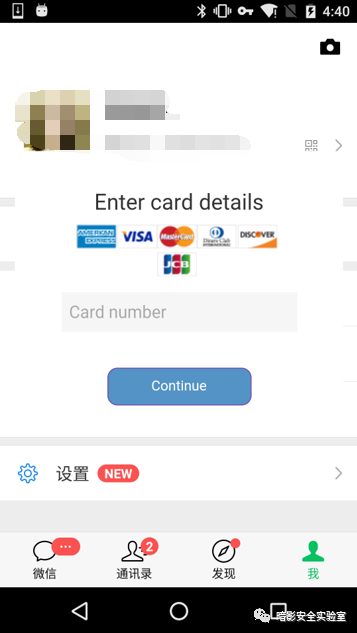 4:40
Enter card details
AMERICAN EXPRESS VISA MasterCard Diners Club INTERNATIONAL DISCOVER
JCB
Card number
Continue
设置 NEW
2
微信 通讯录 发现 我
暗影安全实验室